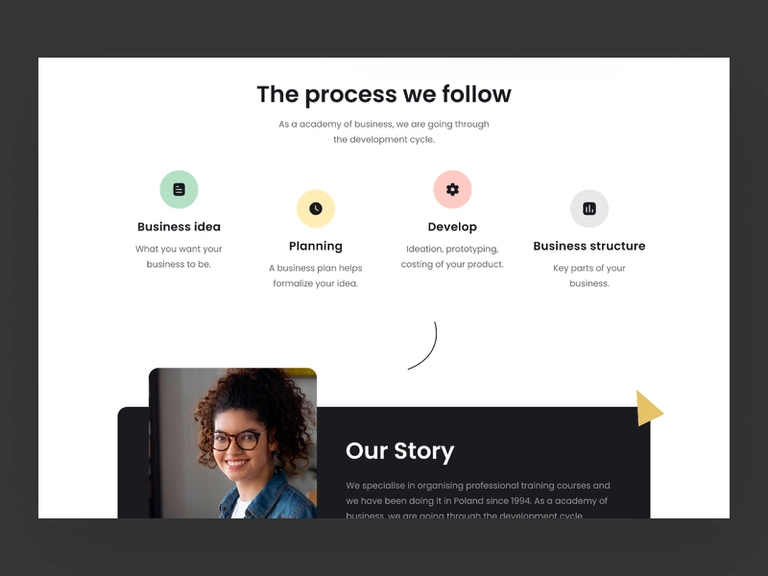 The process we follow
As a academy of business, we are going through
the development cycle.
Business idea
What you want your
business to be.
Planning
A business plan helps
formalize your idea.
Develop
Ideation, prototyping,
costing of your product.
Business structure
Key parts of your
business.
Our Story
We specialise in organising professional training courses and
we have been doing it in Poland since 1994. As a academy of
business, we are going through the development cycle.